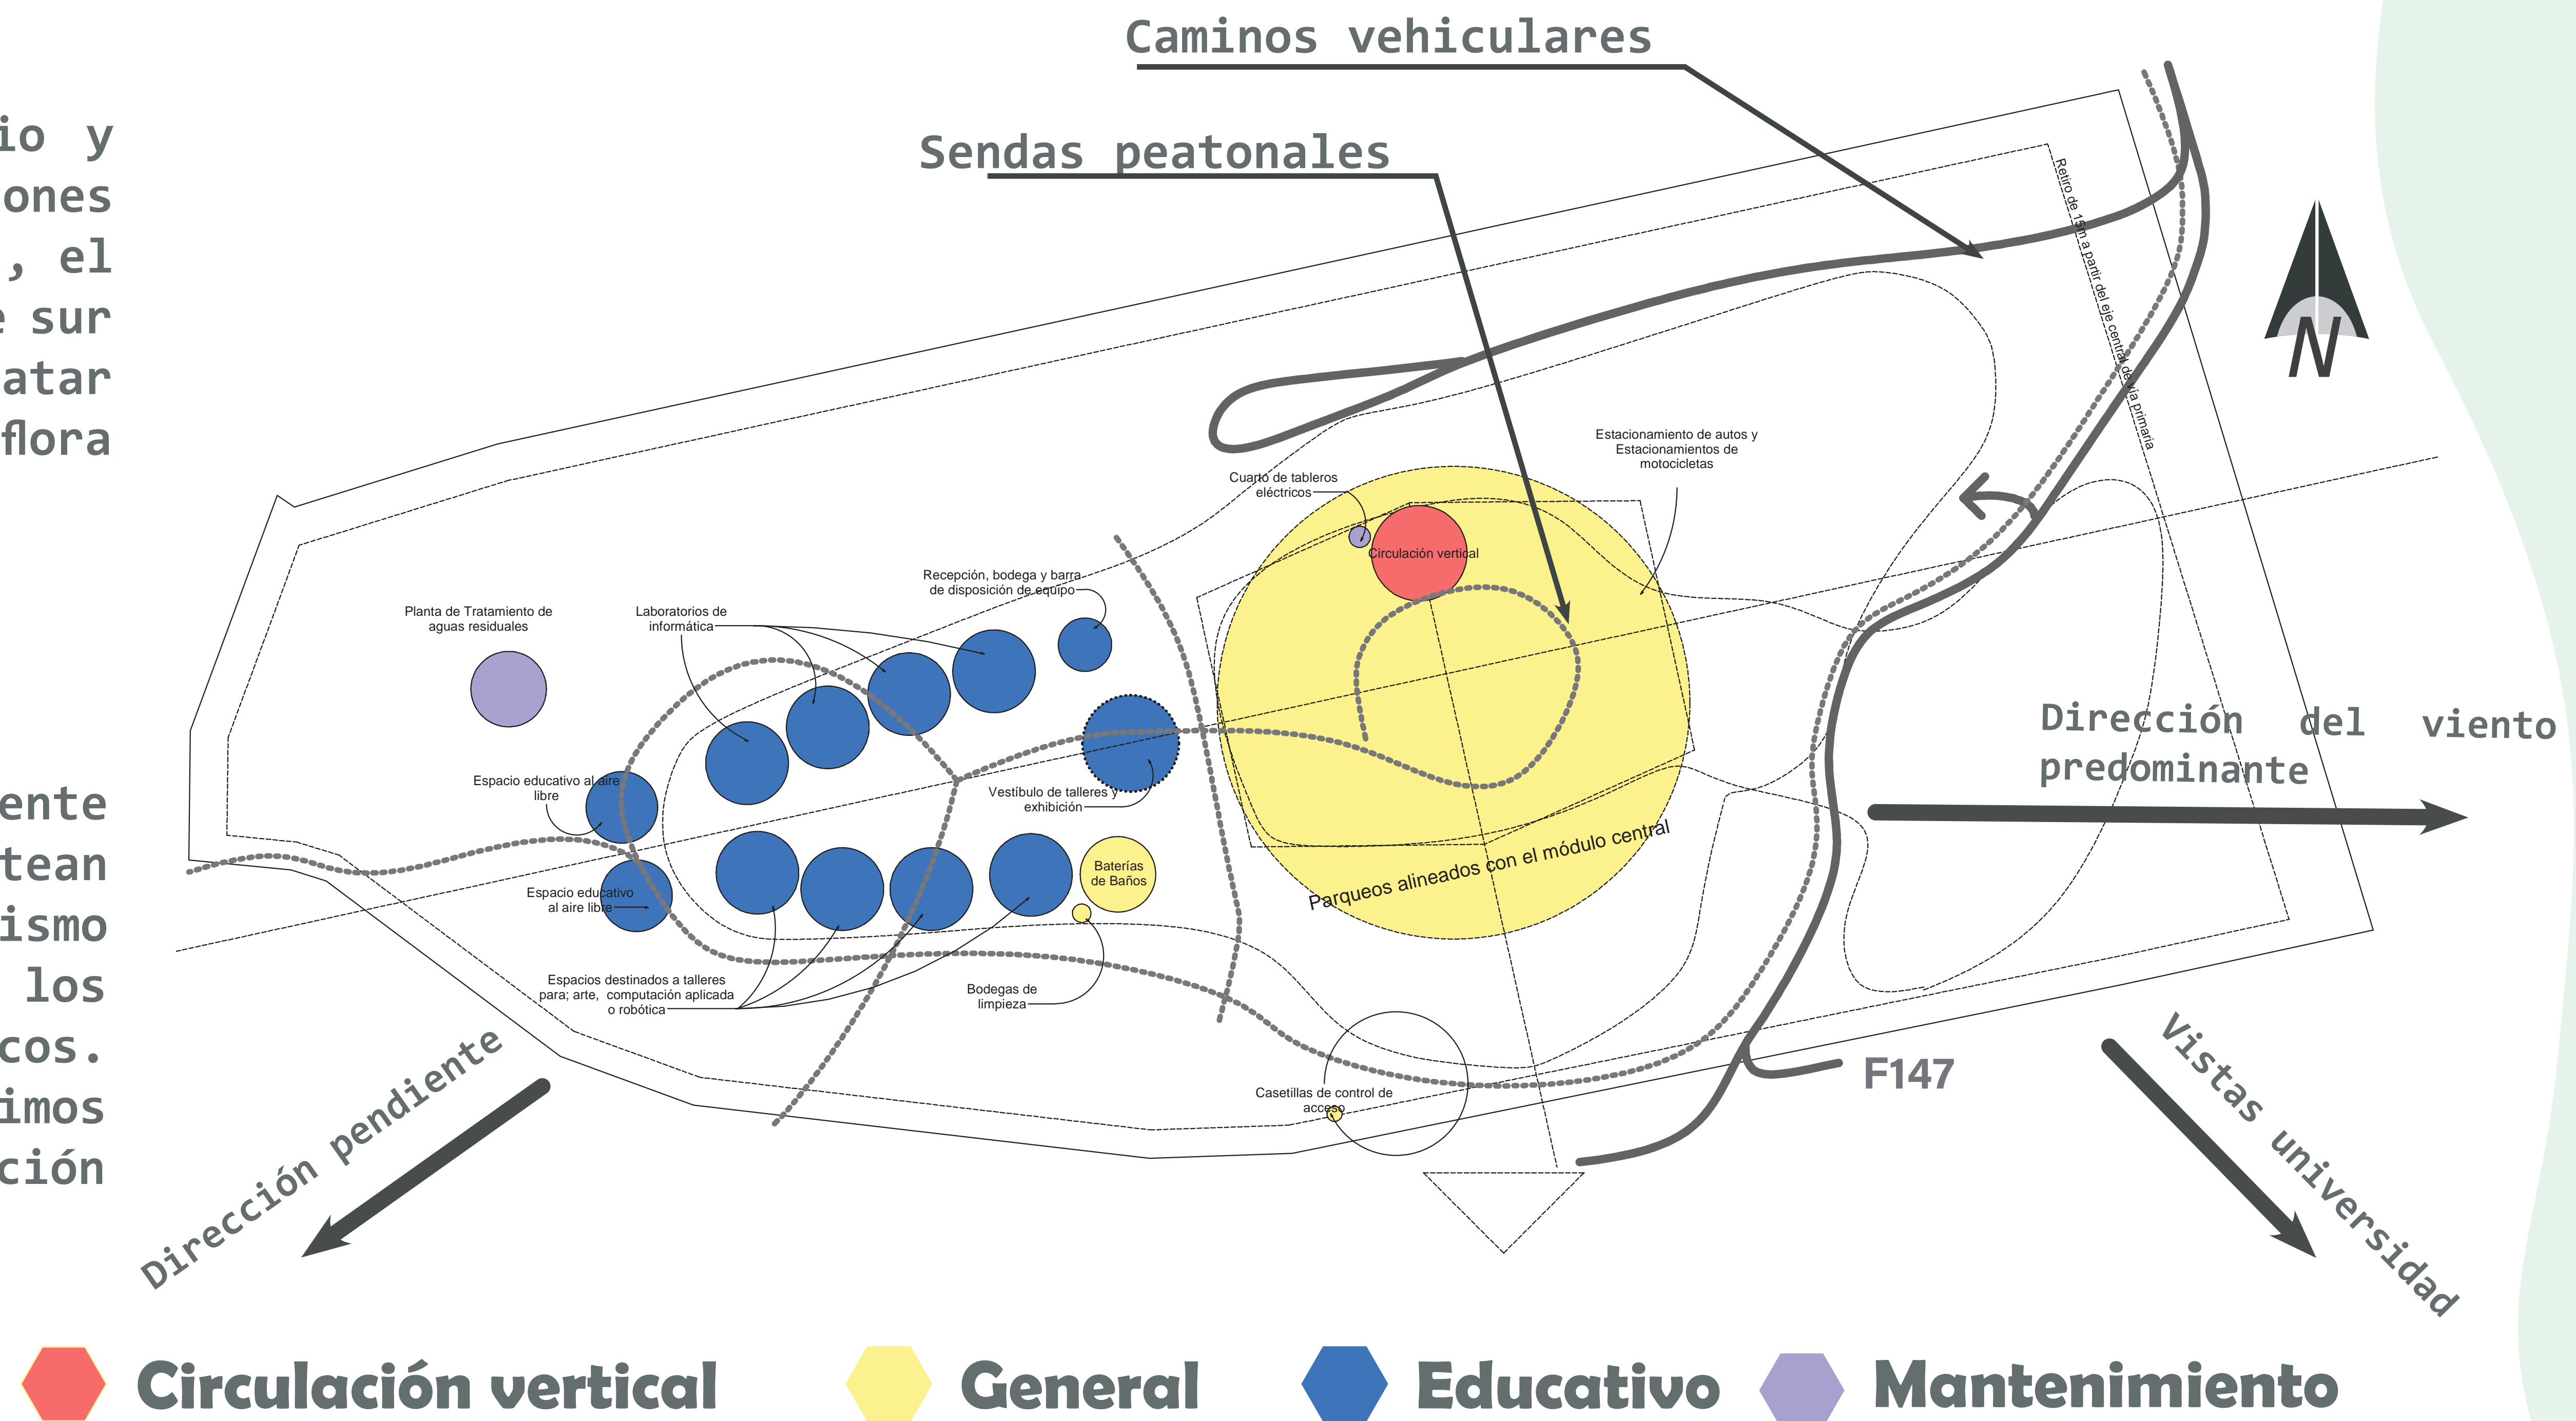 Caminos vehiculares
Sendas peatonales
io y
ones
, el
e sur
atar
flora
Retiro de 15m a partir del eje central de vía primaria
N
Estacionamiento de autos y
Estacionamientos de
motocicletas
Cuarto de tableros
eléctricos
Circulación vertical
Recepción, bodega y barra
de disposición de equipo
Planta de Tratamiento de
aguas residuales
Laboratorios de
informática
Dirección del viento
predominante
Espacio educativo al aire
libre
Vestíbulo de talleres y
exhibición
ente
tean
ismo
los
cos.
imos
ción
Parqueos alineados con el módulo central
Baterías
de Baños
Espacio educativo
al aire libre
Espacios destinados a talleres
para; arte, computación aplicada
o robótica
Bodegas de
limpieza
Casetillas de control de
acceso
F147
Dirección pendiente
Vistas universidad
Circulación vertical
General
Educativo
Mantenimiento